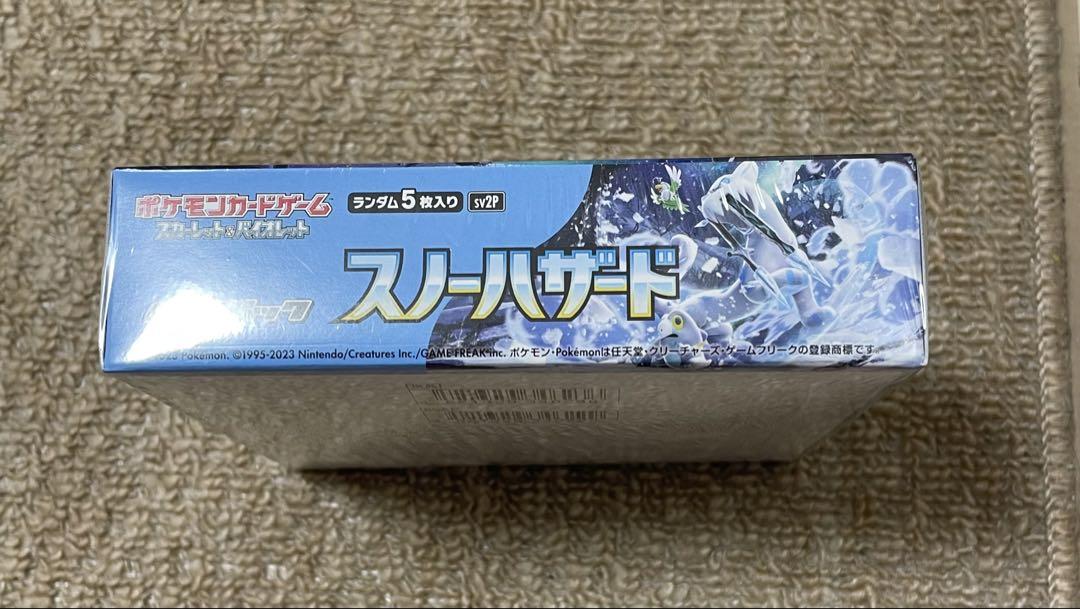 ポケモンカードゲーム
スカーレット&バイオレット
ランダム5枚入り sv2P
スノーハザード
ック
Pokémon. ©1995-2023 Nintendo/Creatures Inc./GAME FREAK inc. ポケモン・Pokémonは任天堂・クリーチャーズ・ゲームフリークの登録商標です。